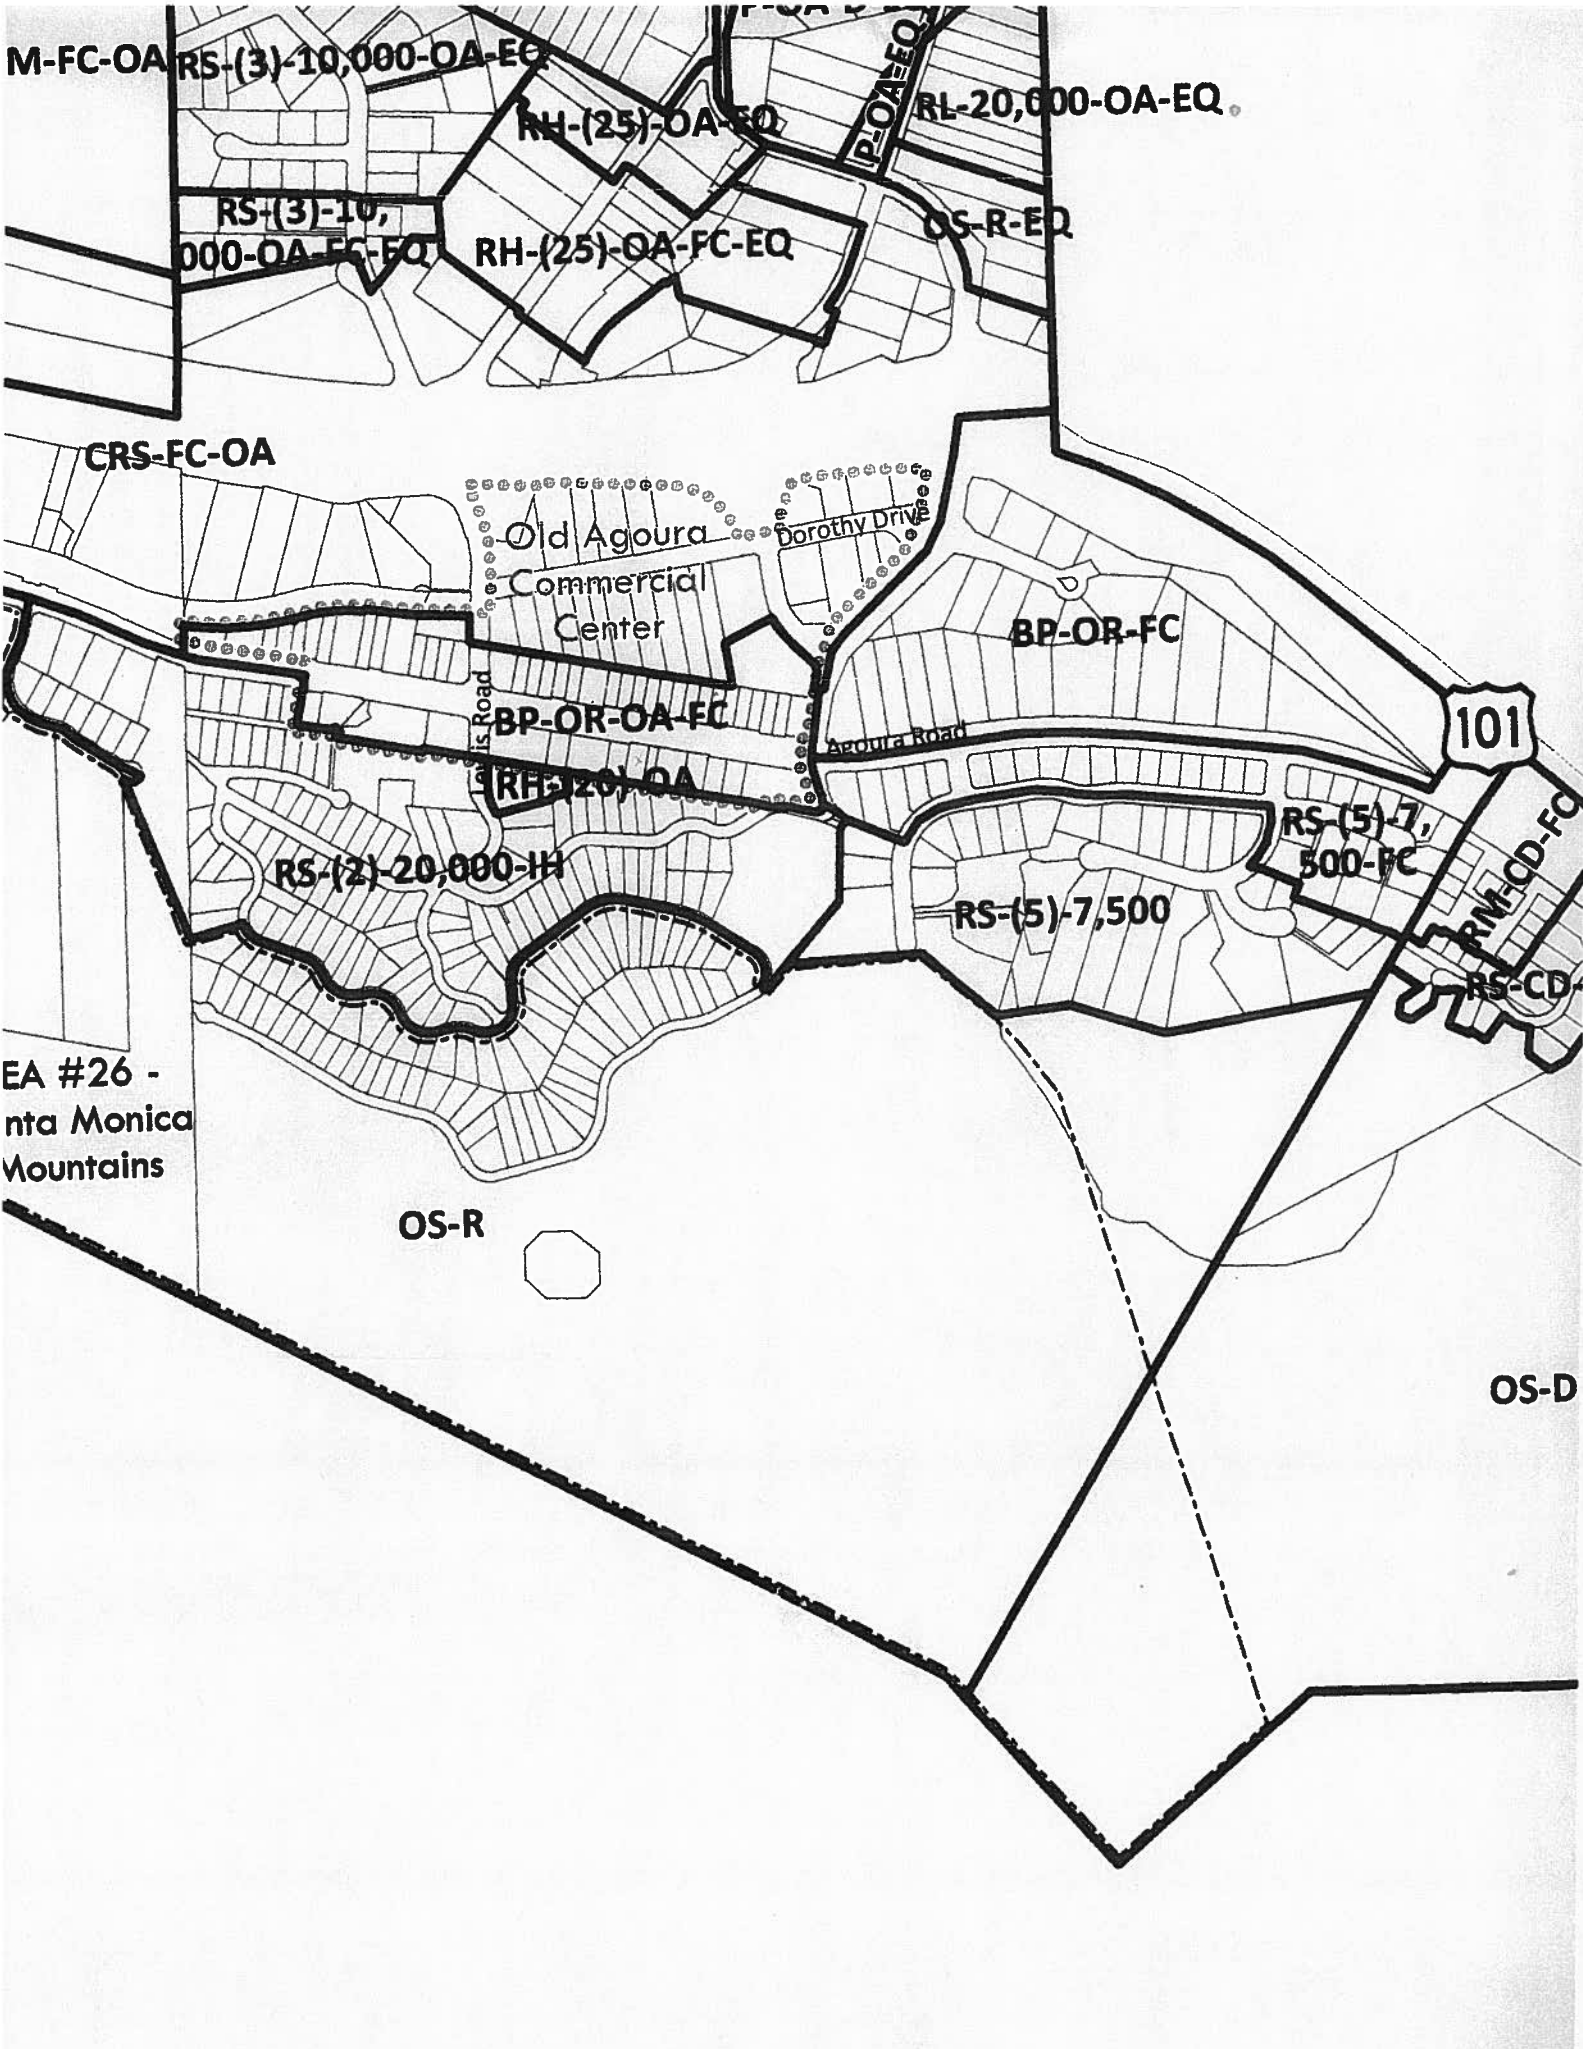 M-FC-OA
RS-(3)-10,000-OA-EQ
RH-(25)-OA-EQ
P-OA-EQ
RL-20,000-OA-EQ
RS-(3)-10,
000-OA-FC-EQ
RH-(25)-OA-FC-EQ
OS-R-EQ
CRS-FC-OA
Old Agoura
Commercial
Center
Dorothy Drive
BP-OR-FC
101
Road
BP-OR-OA-FC
Agoura Road
RH-(20)-OA
RS-(2)-20,000-IH
RS-(5)-7,
500-FC
RM-CD-FC
RS-(5)-7,500
RS-CD-
EA #26 -
nta Monica
Mountains
OS-R
OS-D